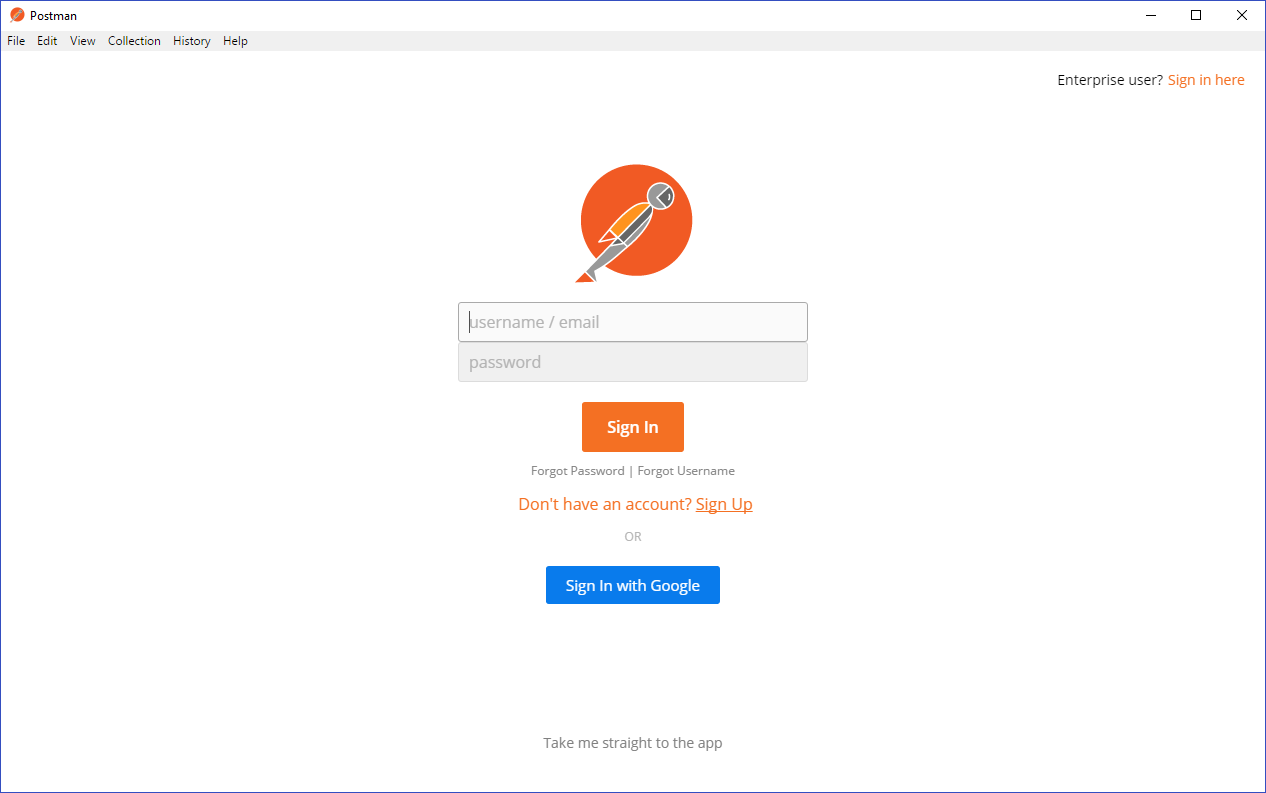 Postman
File Edit View Collection History Help
Enterprise user? Sign in here
username / email
password
Sign In
Forgot Password | Forgot Username
Don't have an account? Sign Up
OR
Sign In with Google
Take me straight to the app